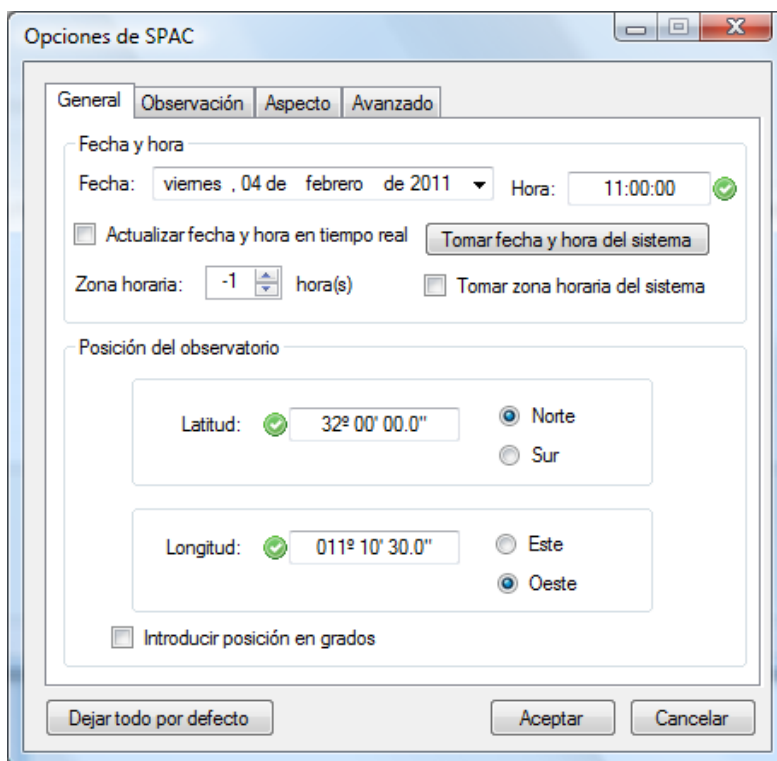 Opciones de SPAC
General Observación Aspecto Avanzado
Fecha y hora
Fecha: viernes , 04 de febrero de 2011 Hora: 11:00:00
Actualizar fecha y hora en tiempo real Tomar fecha y hora del sistema
Zona horaria: -1 hora(s) Tomar zona horaria del sistema
Posición del observatorio
Latitud: 32º 00' 00.0" Norte
Sur
Longitud: 011º 10' 30.0" Este
Oeste
Introducir posición en grados
Dejar todo por defecto Aceptar Cancelar